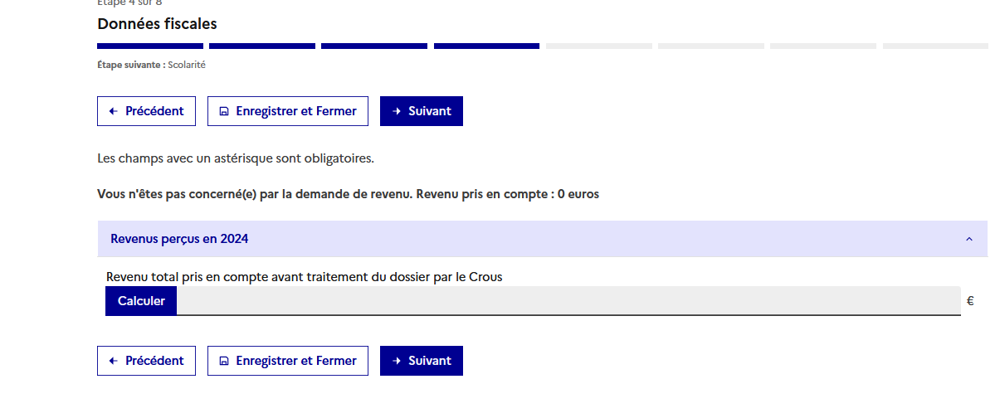 Étape 4 sur 8
Données fiscales
Étape suivante : Scolarité
Précédent Enregistrer et Fermer Suivant
Les champs avec un astérisque sont obligatoires.
Vous n'êtes pas concerné(e) par la demande de revenu. Revenu pris en compte : 0 euros
Revenus perçus en 2024
Revenu total pris en compte avant traitement du dossier par le Crous
Calculer €
Précédent Enregistrer et Fermer Suivant